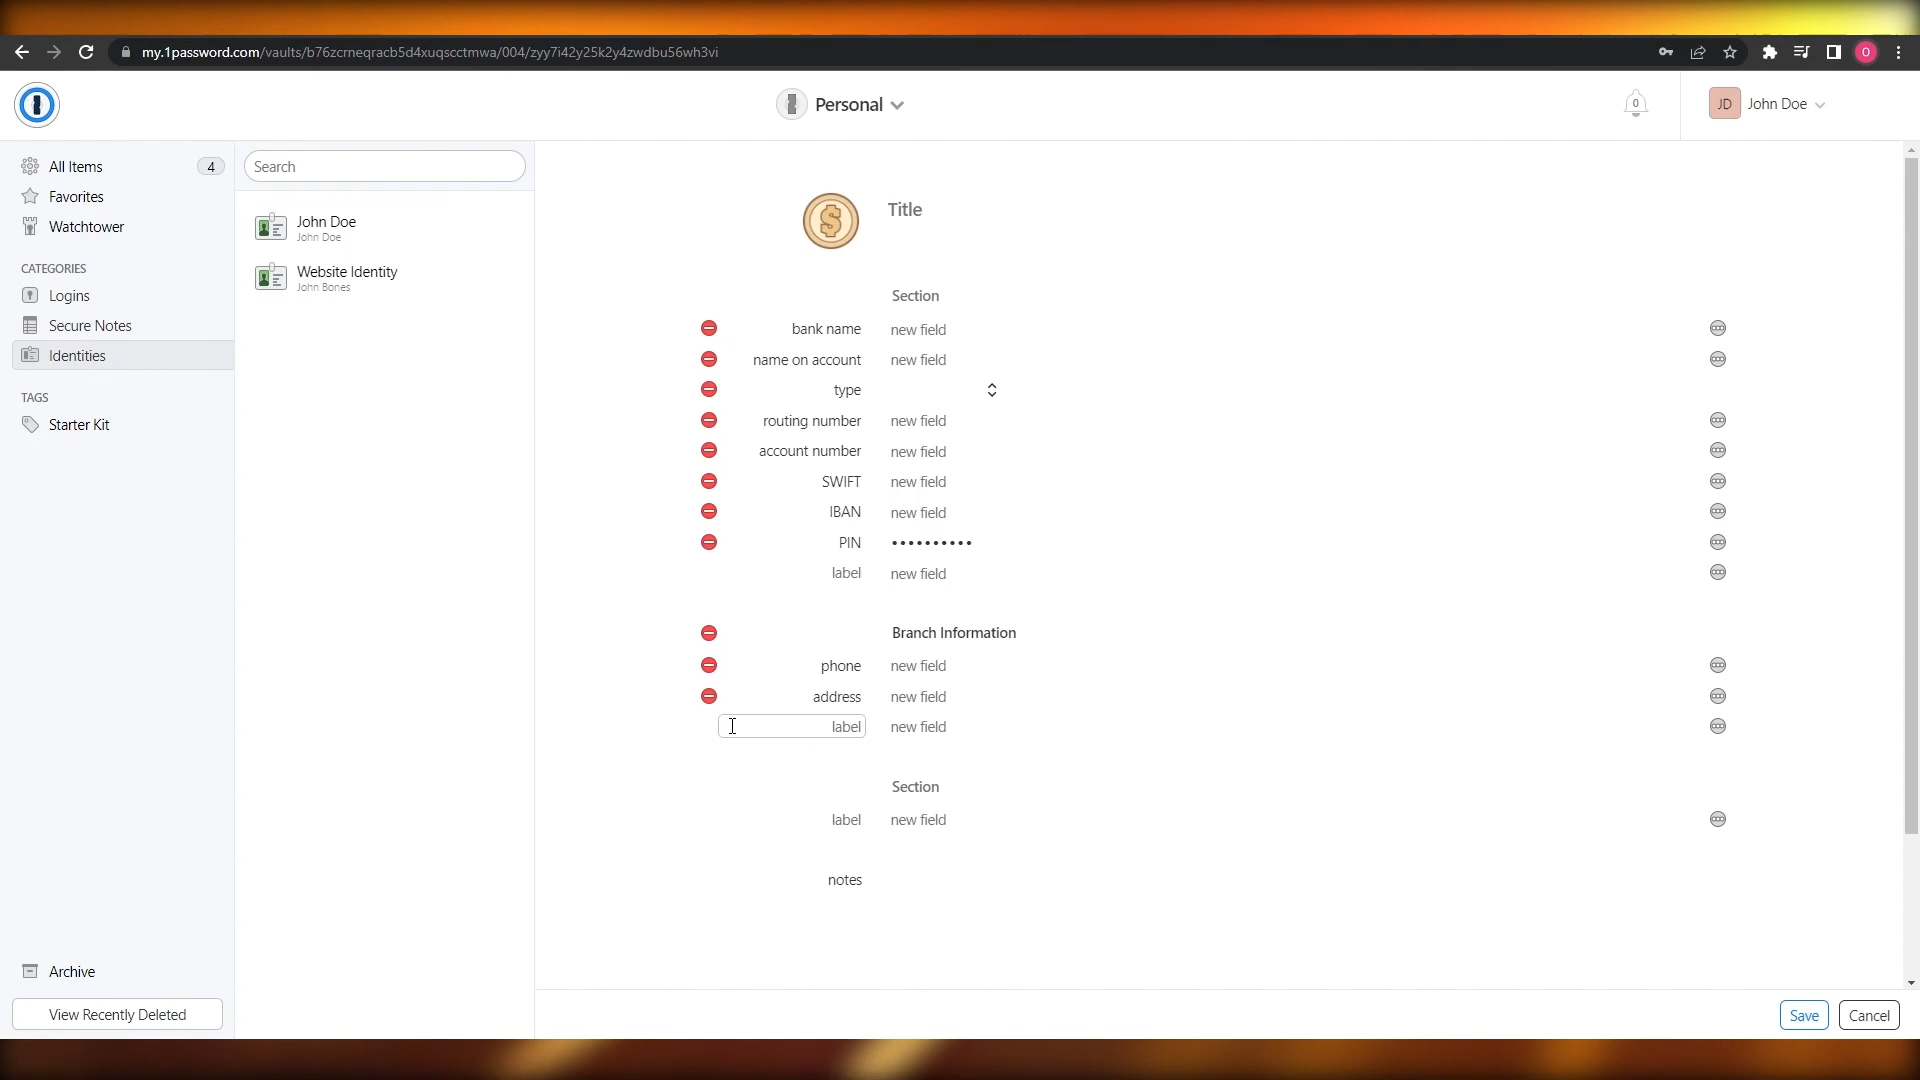 my.1password.com/vaults/b76zcrneqracb5d4xuqscctmwa/004/zyy7i42y25k2y4zwdbu56wh3vi
O
Personal
0
JD John Doe
All Items 4
Favorites
Watchtower
CATEGORIES
Logins
Secure Notes
Identities
TAGS
Starter Kit
Archive
View Recently Deleted
Search
John Doe
John Doe
Website Identity
John Bones
$ Title
Section
bank name new field
name on account new field
type
routing number new field
account number new field
SWIFT new field
IBAN new field
PIN ••••••••••
label new field
Branch Information
phone new field
address new field
label new field
Section
label new field
notes
Save Cancel